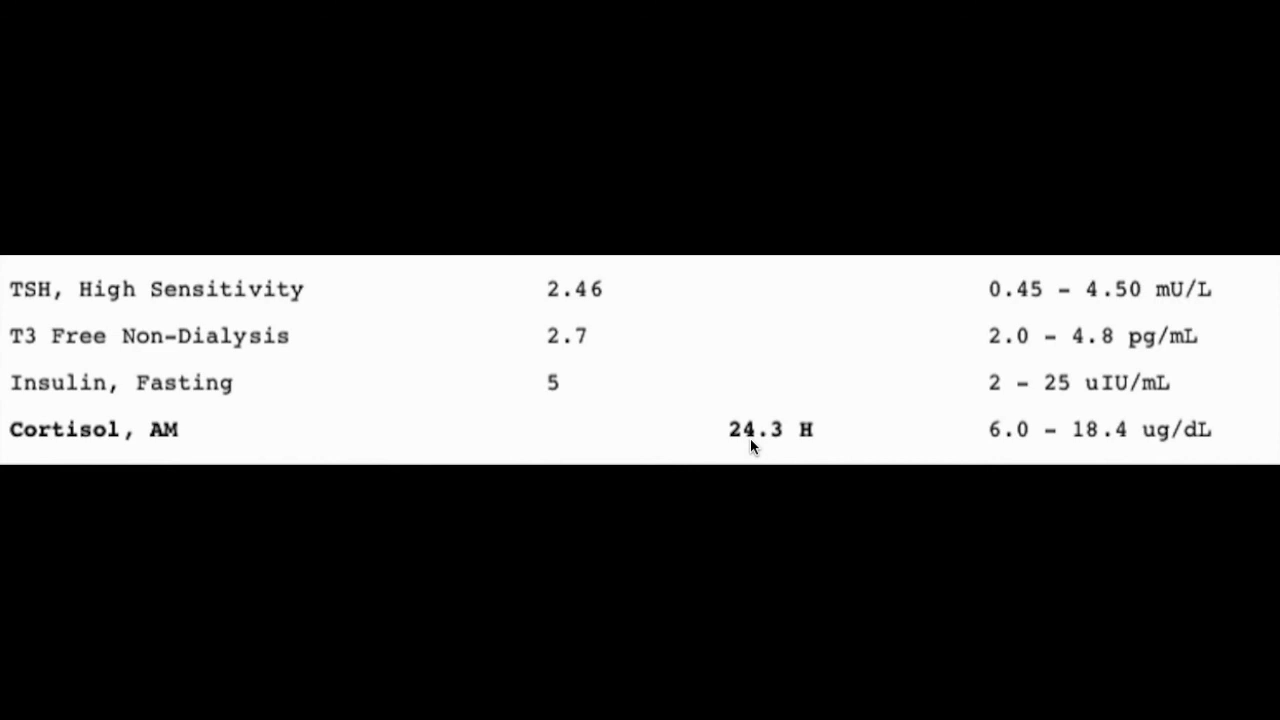 TSH, High Sensitivity 2.46 0.45 - 4.50 mU/L
T3 Free Non-Dialysis 2.7 2.0 - 4.8 pg/mL
Insulin, Fasting 5 2 - 25 uIU/mL
Cortisol, AM 24.3 H 6.0 - 18.4 ug/dL